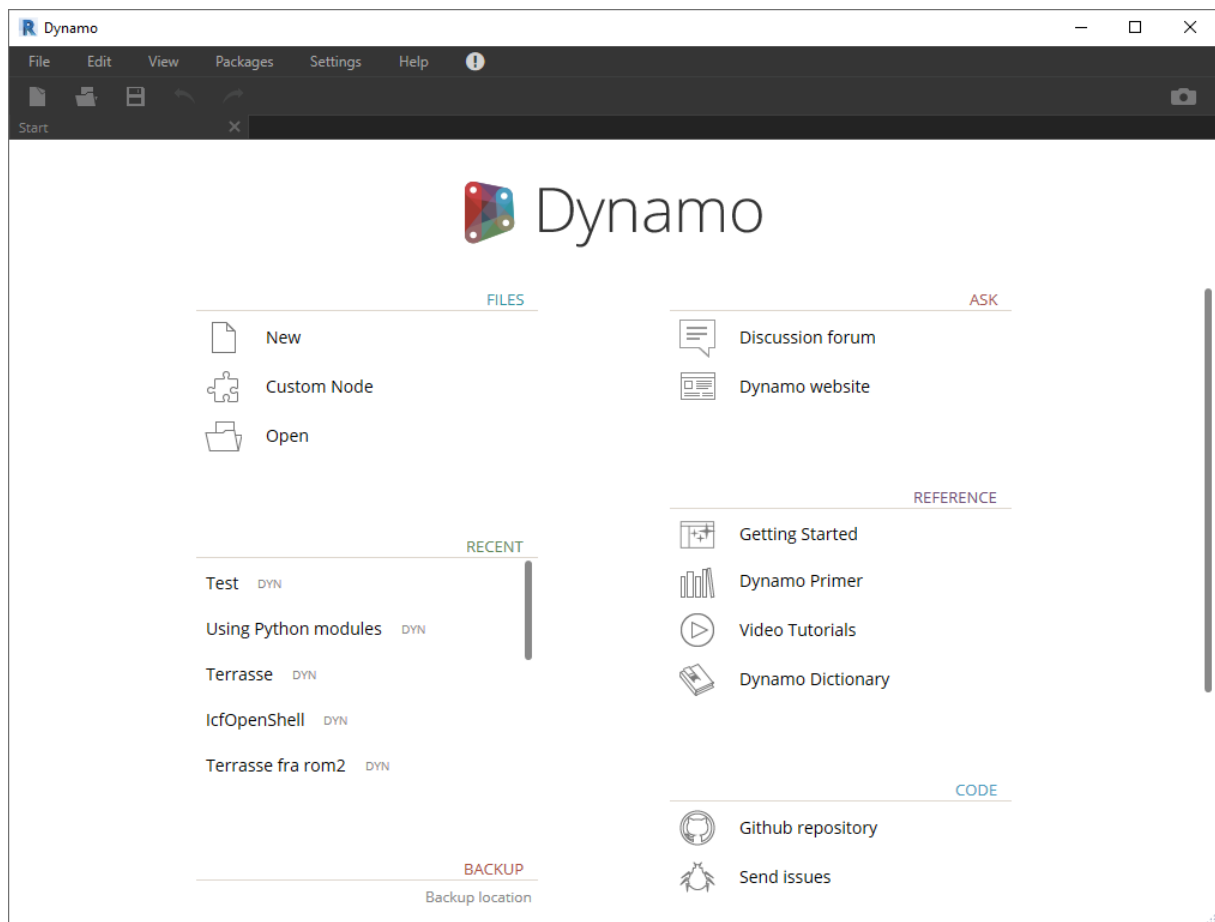 Dynamo
File Edit View Packages Settings Help
Start
Dynamo
FILES
New
Custom Node
Open
RECENT
Test DYN
Using Python modules DYN
Terrasse DYN
IcfOpenShell DYN
Terrasse fra rom2 DYN
BACKUP
Backup location
ASK
Discussion forum
Dynamo website
REFERENCE
Getting Started
Dynamo Primer
Video Tutorials
Dynamo Dictionary
CODE
Github repository
Send issues